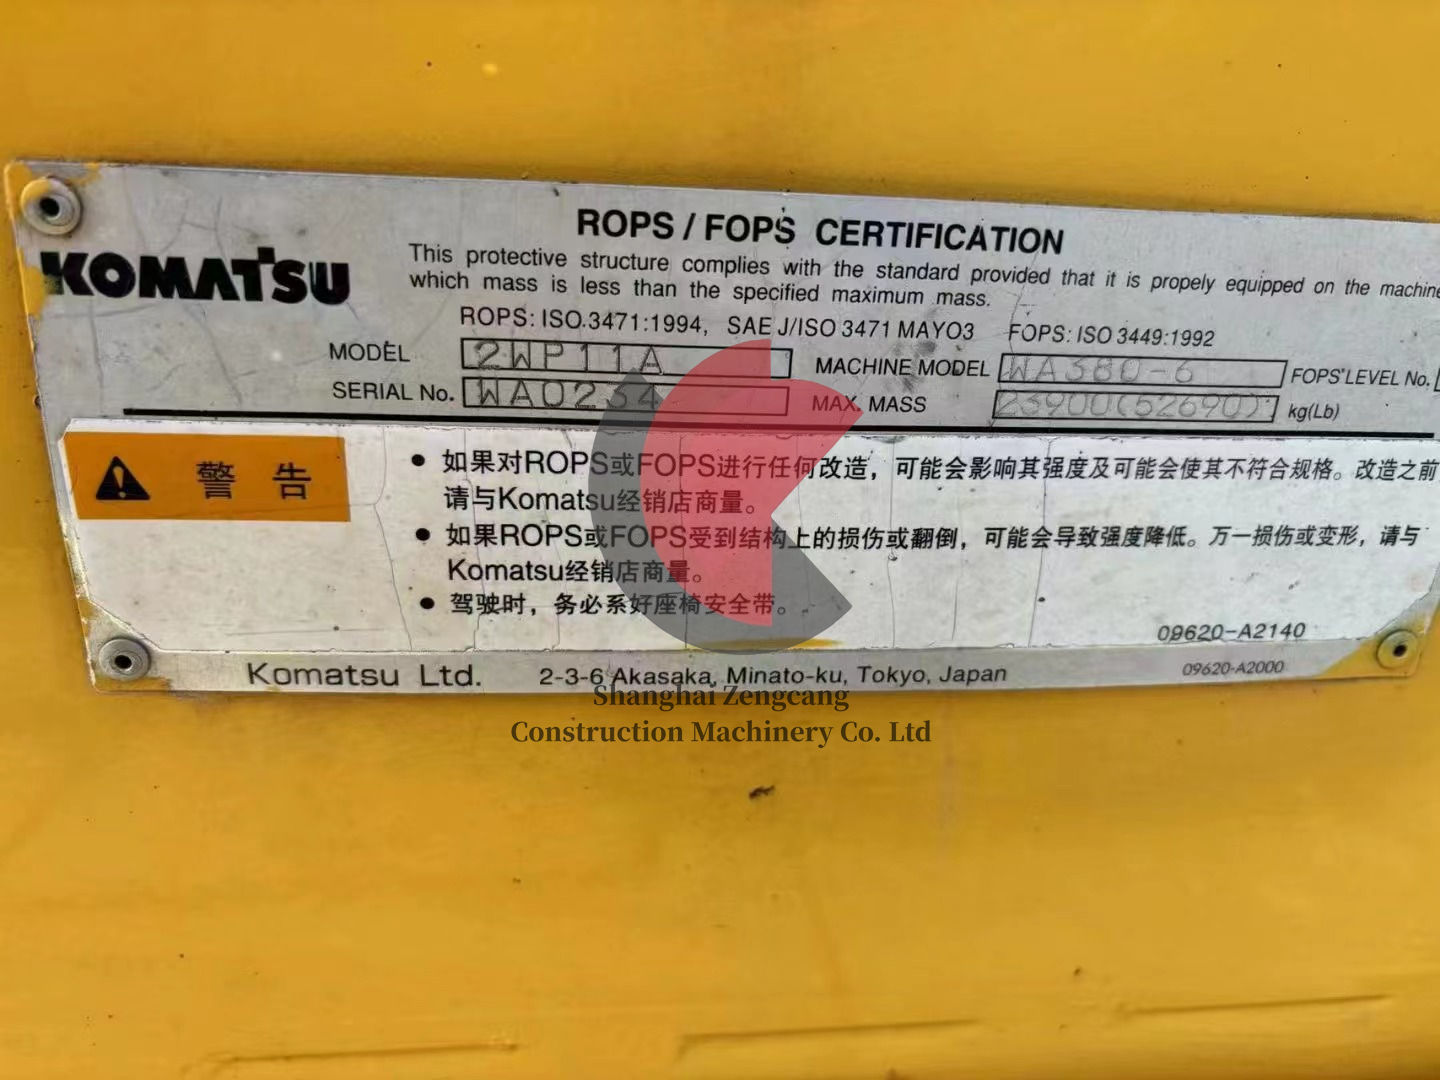 ROPS / FOPS CERTIFICATION
KOMATSU
This protective structure complies with the standard provided that it is propely equipped on the machine
which mass is less than the specified maximum mass.
ROPS: ISO.3471:1994, SAE J/ISO 3471 MAY03 FOPS: ISO 3449:1992
MODEL 2WP11A MACHINE MODEL WA380-6 FOPS LEVEL No.
SERIAL No. WA0234 MAX. MASS 23900(52690) kg(Lb)
警告
● 如果对ROPS或FOPS进行任何改造，可能会影响其强度及可能会使其不符合规格。改造之前
请与Komatsu经销店商量。
● 如果ROPS或FOPS受到结构上的损伤或翻倒，可能会导致强度降低。万一损伤或变形，请与
Komatsu经销店商量。
● 驾驶时，务必系好座椅安全带。
09620-A2140
Komatsu Ltd. 2-3-6 Akasaka, Minato-ku, Tokyo, Japan 09620-A2000
Shanghai Zengcang
Construction Machinery Co. Ltd